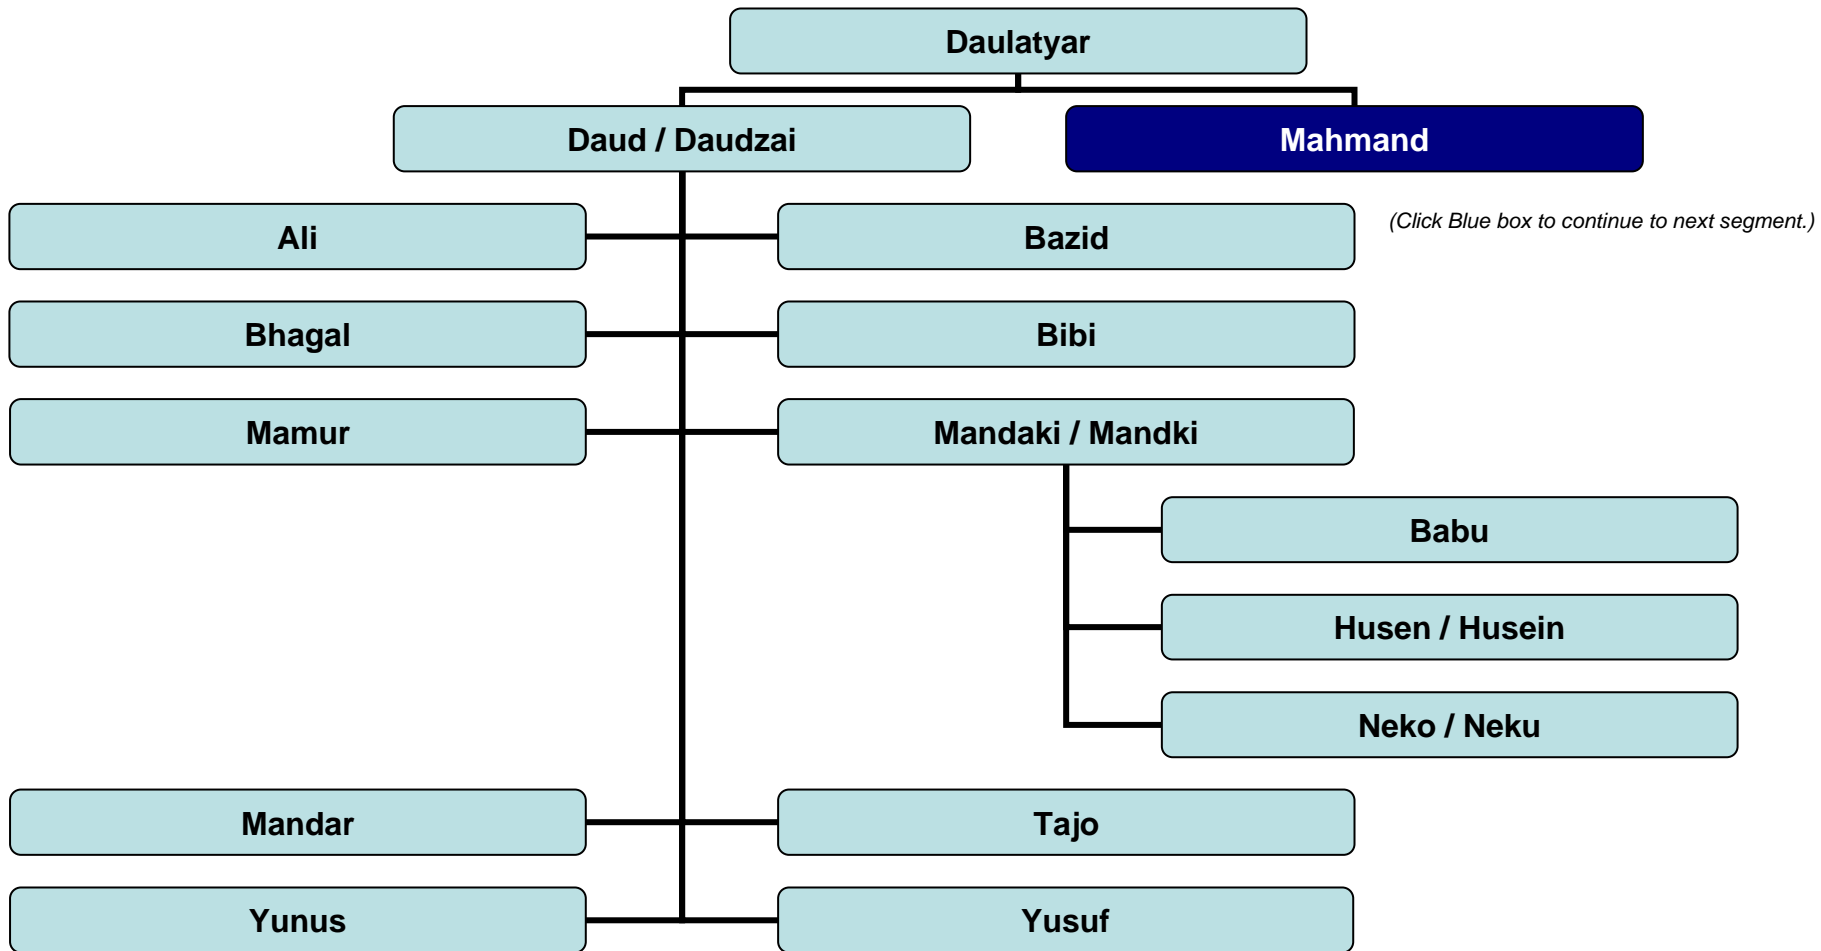 Daulatyar
Daud / Daudzai
Mahmand
Ali
Bazid
(Click Blue box to continue to next segment.)
Bhagal
Bibi
Mamur
Mandaki / Mandki
Babu
Husen / Husein
Neko / Neku
Mandar
Tajo
Yunus
Yusuf